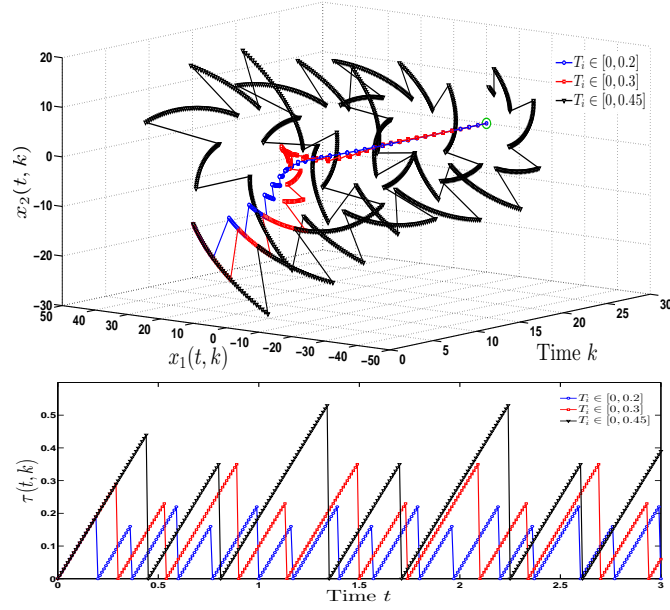 20
10
0
−10
−20
−30
x₂(t, k)
T_i ∈ [0, 0.2]
T_i ∈ [0, 0.3]
T_i ∈ [0, 0.45]
50
40
30
20
10
0
−10
−20
−30
−40
−50
x₁(t, k)
0
5
10
15
20
25
30
Time k
0.5
0.4
0.3
0.2
0.1
0
τ(t, k)
T_i ∈ [0, 0.2]
T_i ∈ [0, 0.3]
T_i ∈ [0, 0.45]
0 0.5 1 1.5 2 2.5 3
Time t